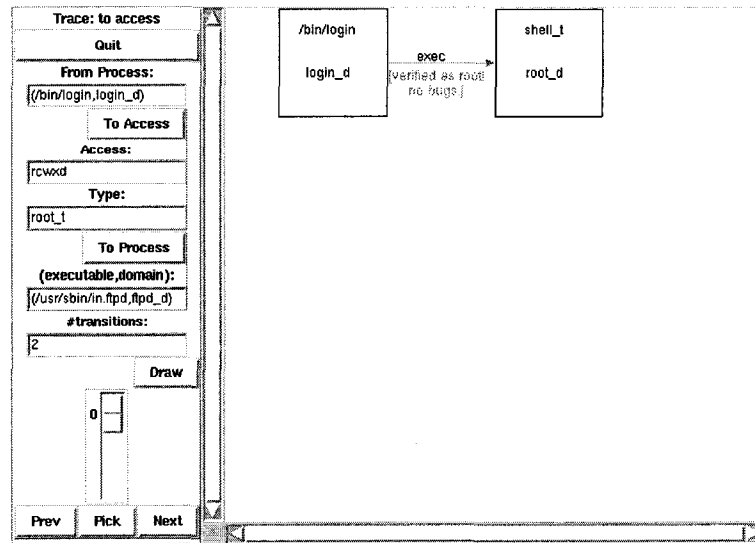 Trace: to access
Quit
From Process:
(/bin/login,login_d)
To Access
Access:
rcwxd
Type:
root_t
To Process
(executable,domain):
(/usr/sbin/in.ftpd,ftpd_d)
#transitions:
2
Draw
0
Prev Pick Next
/bin/login
login_d
exec
[verified as root!
no bugs]
shell_t
root_d